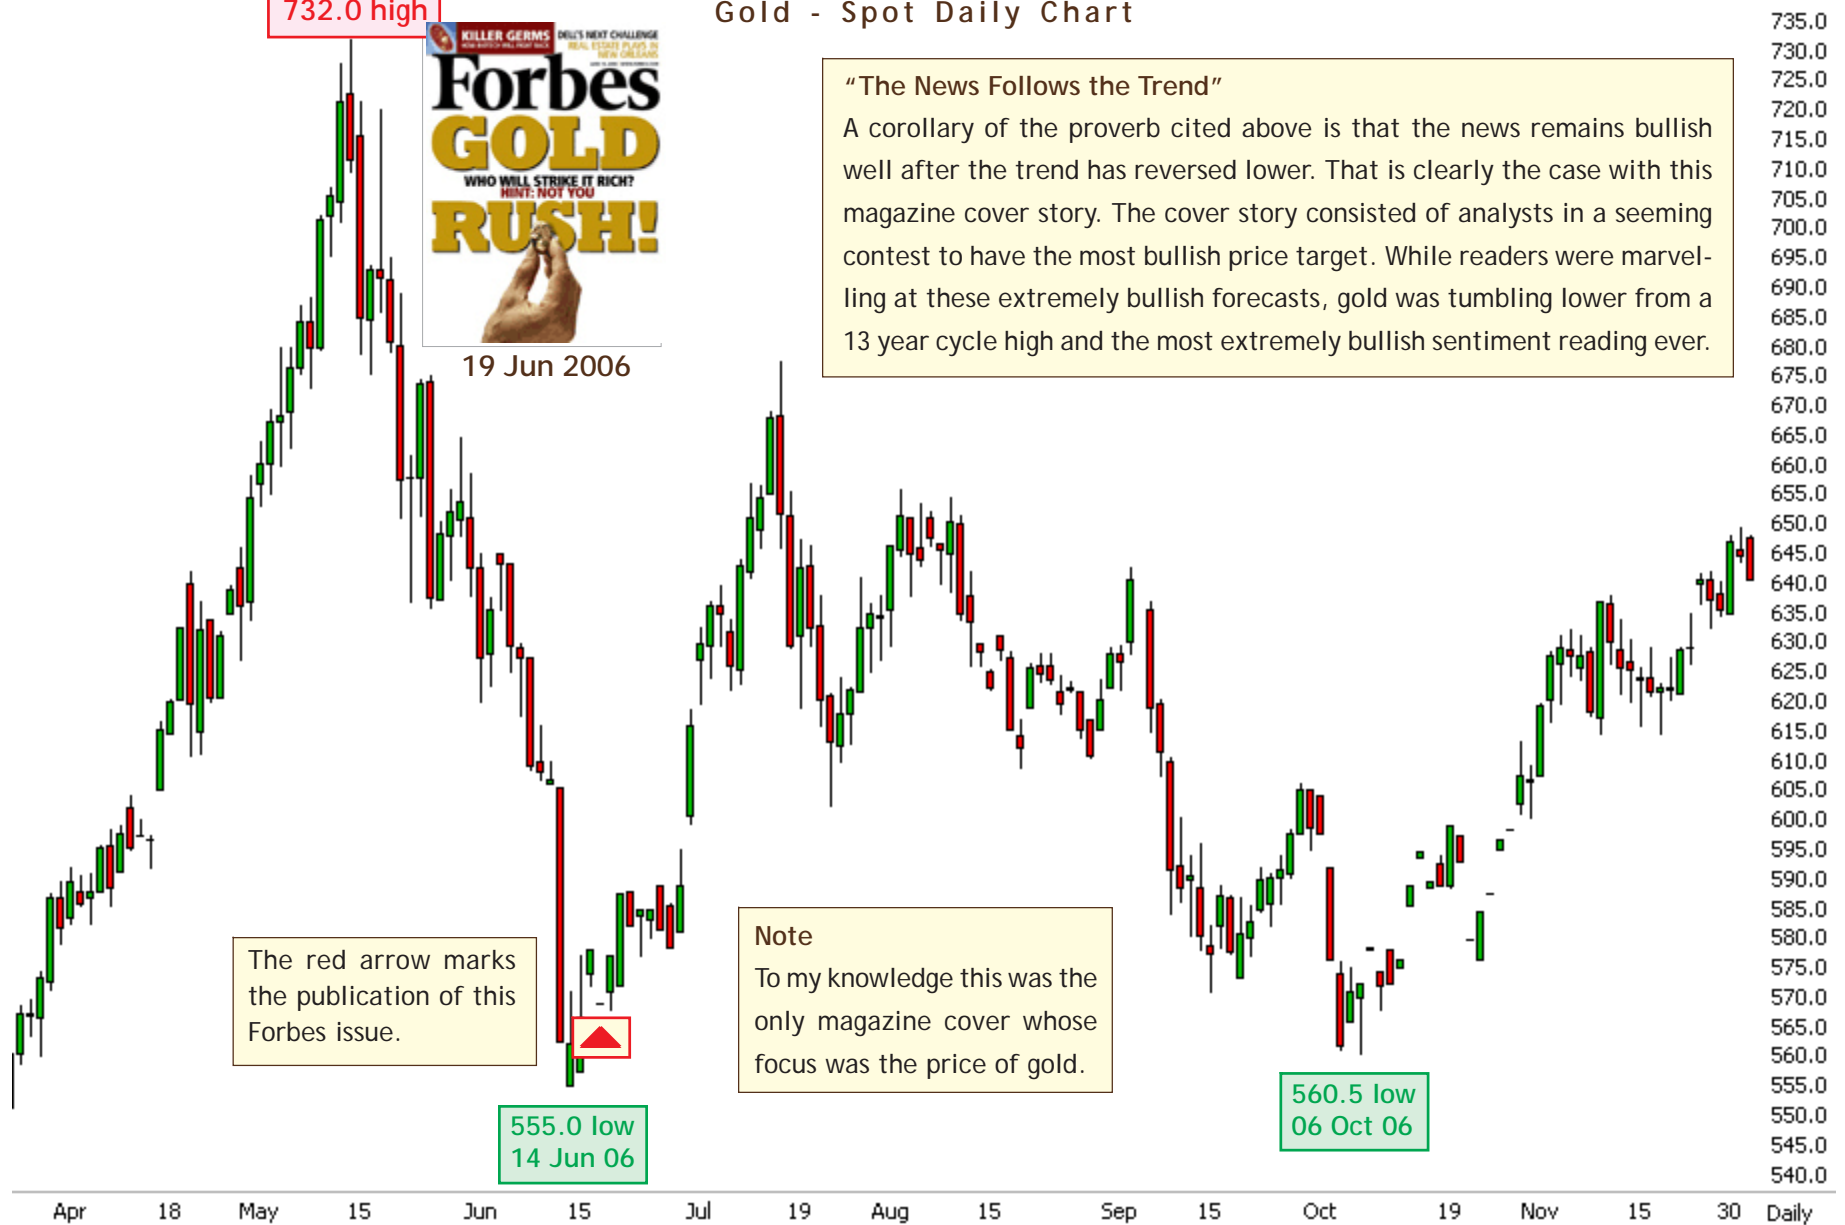 732.0 high
Gold - Spot Daily Chart
KILLER GERMS
DELL'S NEXT CHALLENGE
REAL ESTATE PLAYS IN
NEW ORLEANS
Forbes
GOLD
WHO WILL STRIKE IT RICH?
HINT: NOT YOU
RUSH!
19 Jun 2006
“The News Follows the Trend”
A corollary of the proverb cited above is that the news remains bullish
well after the trend has reversed lower. That is clearly the case with this
magazine cover story. The cover story consisted of analysts in a seeming
contest to have the most bullish price target. While readers were marvel-
ling at these extremely bullish forecasts, gold was tumbling lower from a
13 year cycle high and the most extremely bullish sentiment reading ever.
The red arrow marks
the publication of this
Forbes issue.
Note
To my knowledge this was the
only magazine cover whose
focus was the price of gold.
555.0 low
14 Jun 06
560.5 low
06 Oct 06
735.0
730.0
725.0
720.0
715.0
710.0
705.0
700.0
695.0
690.0
685.0
680.0
675.0
670.0
665.0
660.0
655.0
650.0
645.0
640.0
635.0
630.0
625.0
620.0
615.0
610.0
605.0
600.0
595.0
590.0
585.0
580.0
575.0
570.0
565.0
560.0
555.0
550.0
545.0
540.0
Apr 18 May 15 Jun 15 Jul 19 Aug 15 Sep 15 Oct 19 Nov 15 30 Daily